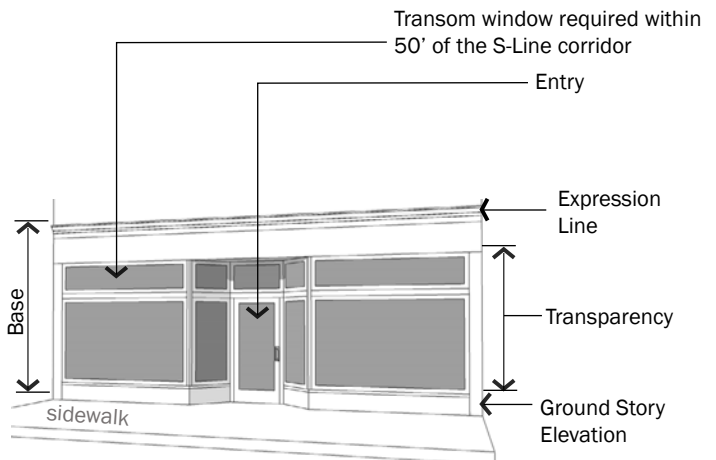 Transom window required within
50’ of the S-Line corridor
Entry
Expression
Line
Base
Transparency
sidewalk
Ground Story
Elevation